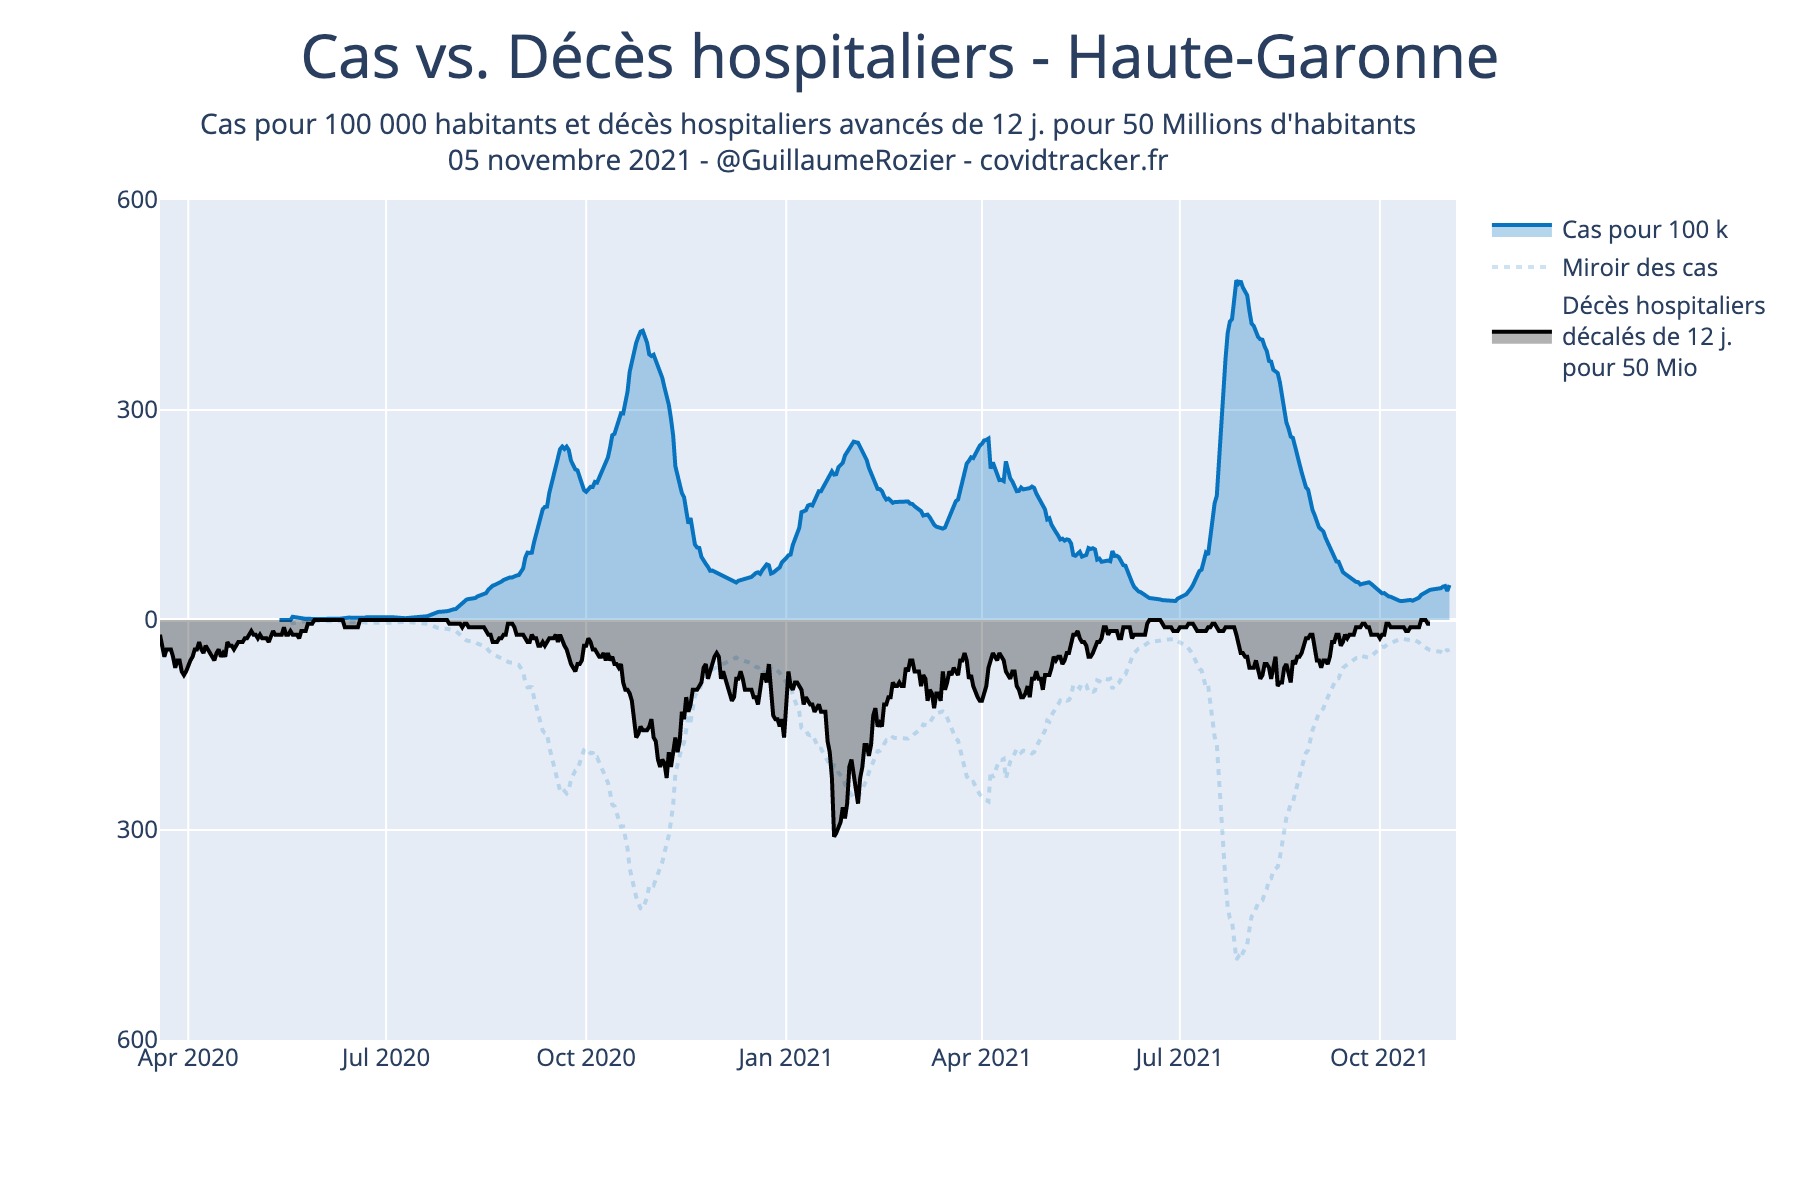 Cas vs. Décès hospitaliers - Haute-Garonne
Cas pour 100 000 habitants et décès hospitaliers avancés de 12 j. pour 50 Millions d'habitants
05 novembre 2021 - @GuillaumeRozier - covidtracker.fr
600
300
0
300
600
Apr 2020
Jul 2020
Oct 2020
Jan 2021
Apr 2021
Jul 2021
Oct 2021
Cas pour 100 k
Miroir des cas
Décès hospitaliers
décalés de 12 j.
pour 50 Mio